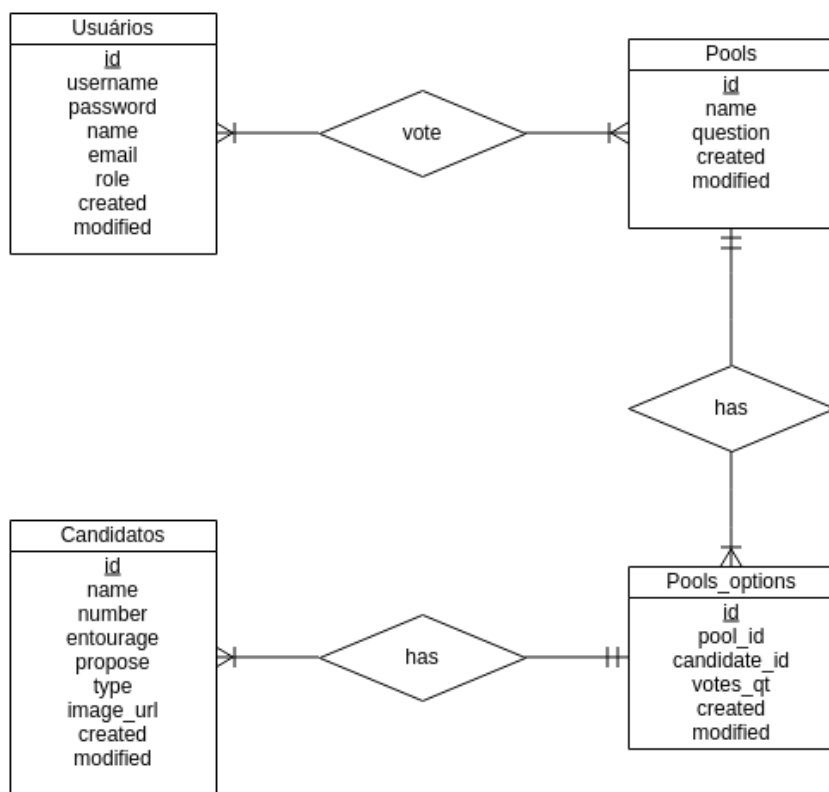 Usuários
id
username
password
name
email
role
created
modified
vote
Pools
id
name
question
created
modified
has
Candidatos
id
name
number
entourage
propose
type
image_url
created
modified
has
Pools_options
id
pool_id
candidate_id
votes_qt
created
modified